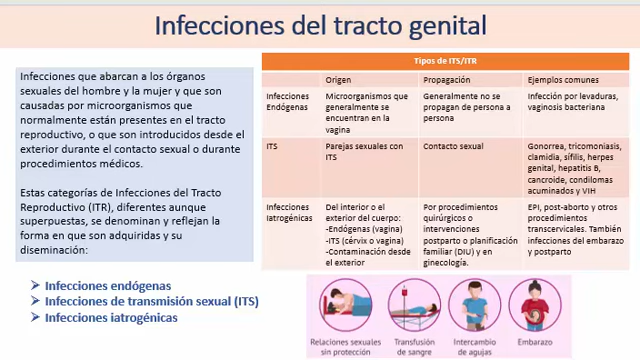 Infecciones del tracto genital
Infecciones que abarcan a los órganos
sexuales del hombre y la mujer y que son
causadas por microorganismos que
normalmente están presentes en el tracto
reproductivo, o que son introducidos desde el
exterior durante el contacto sexual o durante
procedimientos médicos.
Estas categorías de Infecciones del Tracto
Reproductivo (ITR), diferentes aunque
superpuestas, se denominan y reflejan la
forma en que son adquiridas y su
diseminación:
Infecciones endógenas
Infecciones de transmisión sexual (ITS)
Infecciones iatrogénicas
Tipos de ITS/ITR
Origen Propagación Ejemplos comunes
Infecciones Microorganismos que Generalmente no se Infección por levaduras,
Endógenas generalmente se propagan de persona a vaginosis bacteriana
encuentran en la persona
vagina
ITS Parejas sexuales con Contacto sexual Gonorrea, tricomoniasis,
ITS clamidia, sífilis, herpes
genital, hepatitis B,
cancroide, condilomas
acuminados y VIH
Infecciones Del interior o el Por procedimientos EPI, post-aborto y otros
Iatrogénicas exterior del cuerpo: quirúrgicos o procedimientos
-Endógenas (vagina) intervenciones transcervicales. También
-ITS (cérvix o vagina) postparto o planificación infecciones del embarazo
-Contaminación desde familiar (DIU) y en y postparto
el exterior ginecología.
Relaciones sexuales Transfusión Intercambio Embarazo
sin protección de sangre de agujas